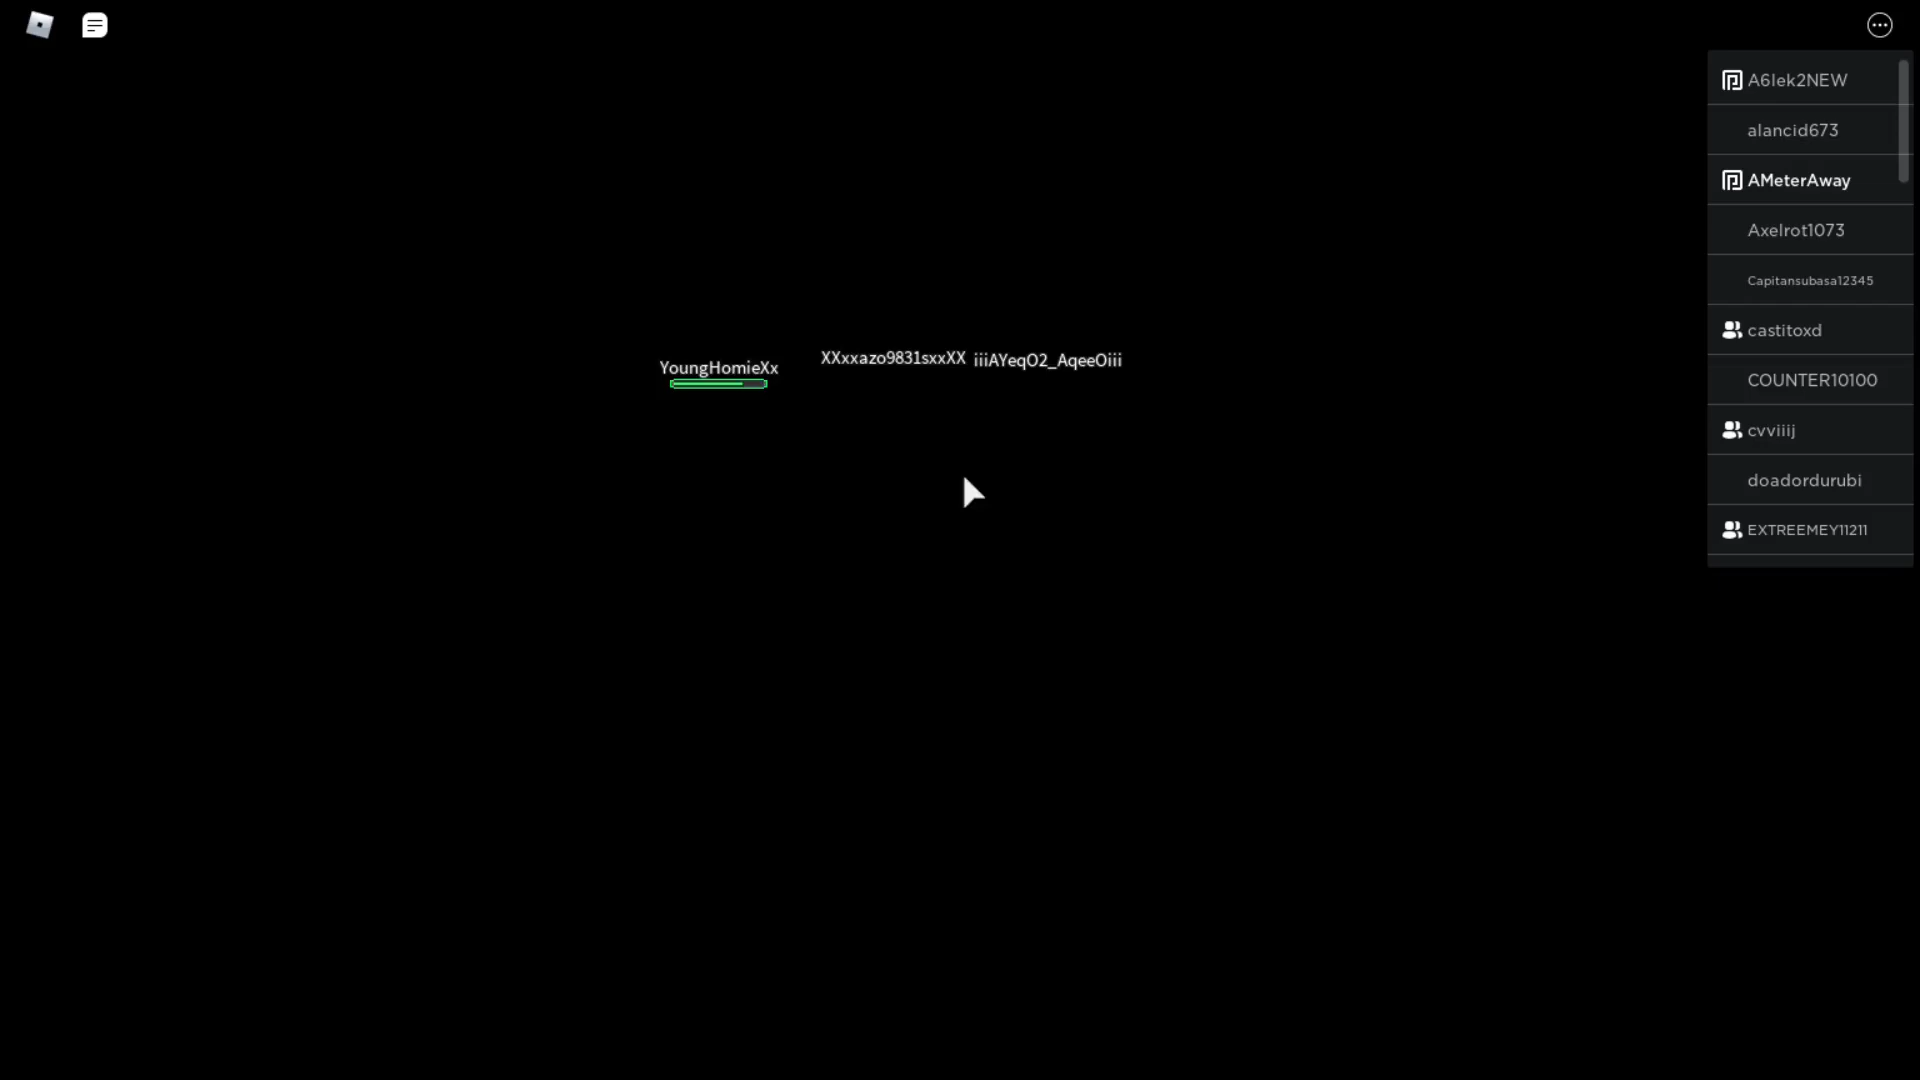 A6lek2NEW
alancid673
AMeterAway
Axelrot1073
Capitansubasa12345
castitoxd
COUNTER10100
cvviiij
doadordurubi
EXTREEMEY11211
YoungHomieXx
XXxxazo9831sxxXX
iiiAYeqO2_AqeeOiii